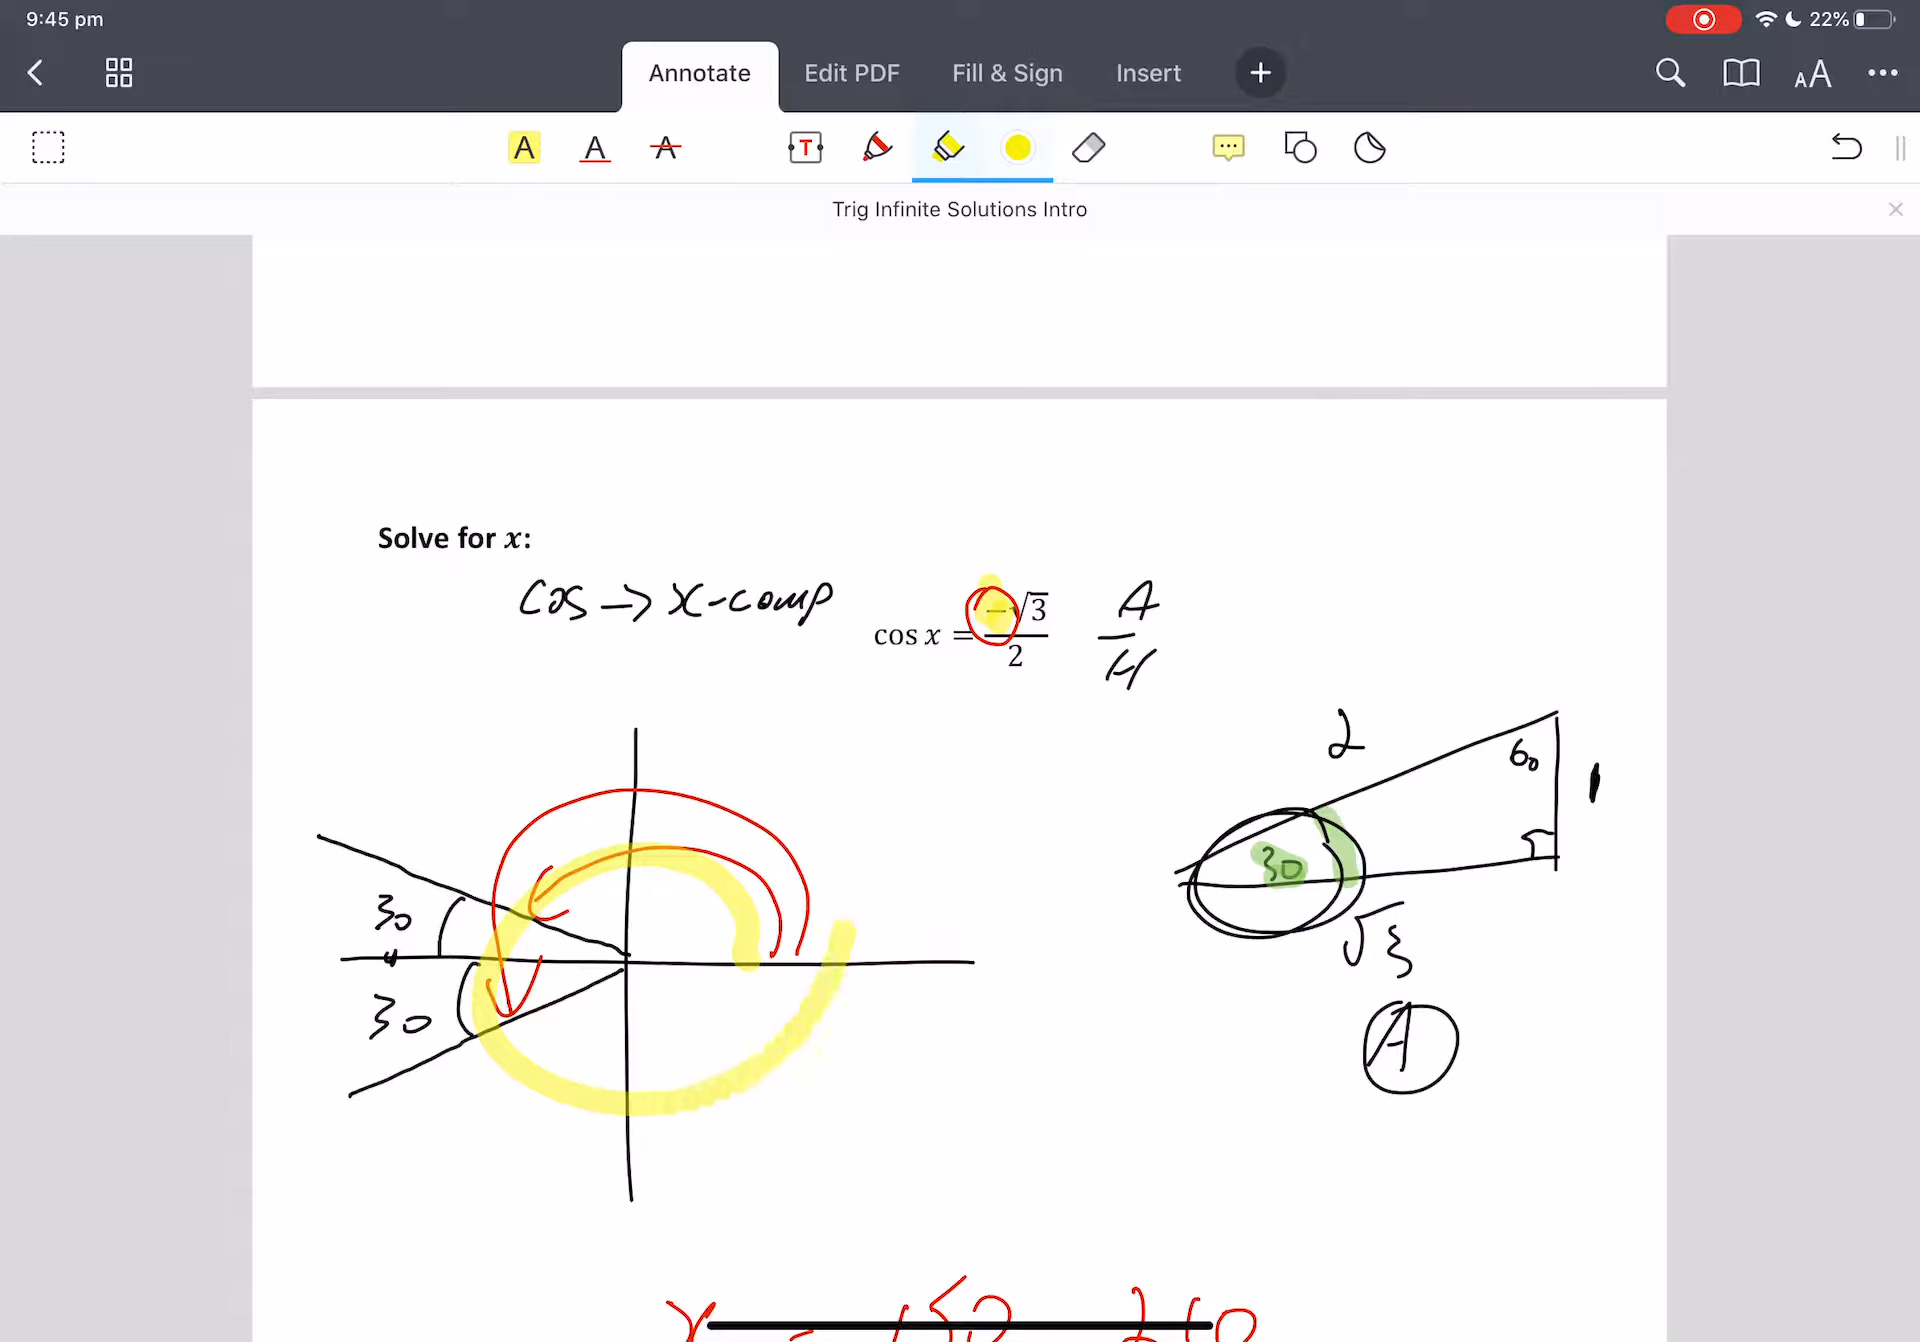 9:45 pm 22%
Annotate Edit PDF Fill & Sign Insert
Trig Infinite Solutions Intro
Solve for x:
cos → x-comp
cos x = -√3/2
A/H
2
60
1
30
√3
A
30
30
x = 150